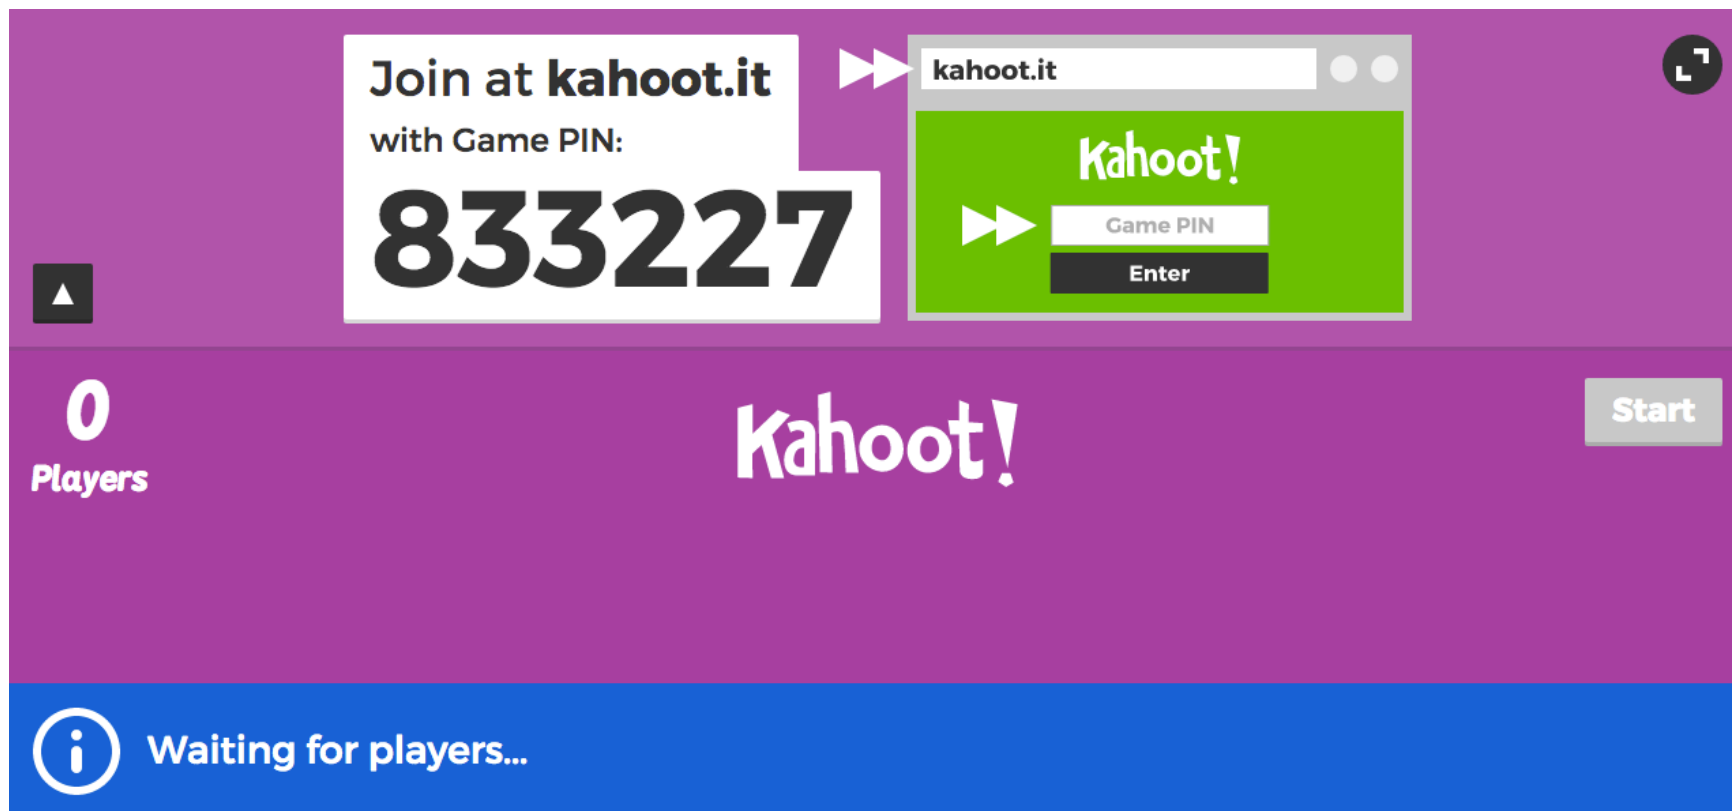 Join at kahoot.it
with Game PIN:
833227
kahoot.it
Kahoot!
Game PIN
Enter
0
Players
Kahoot!
Start
Waiting for players...